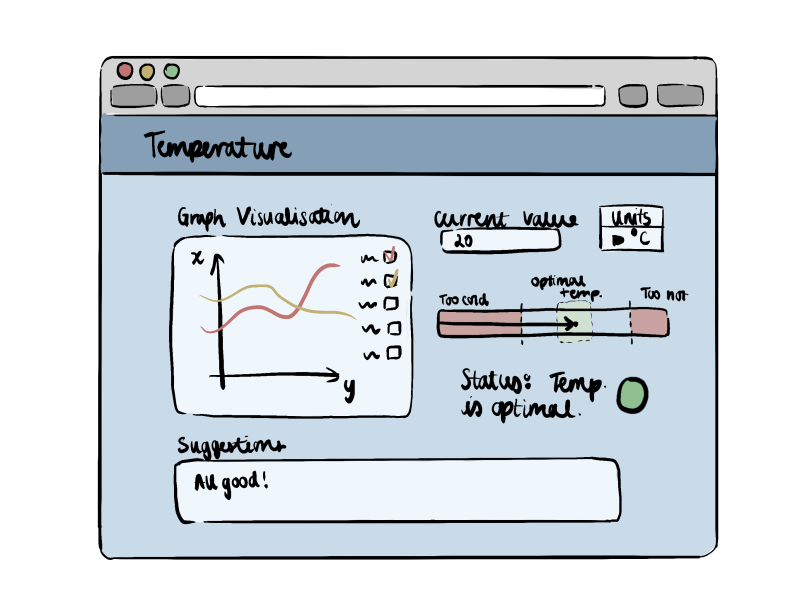 Temperature
Graph Visualisation
Current Value
Units
20
°C
x
y
optimal
temp.
Too cold
Too hot
Status: Temp.
is optimal.
Suggestions
All good!